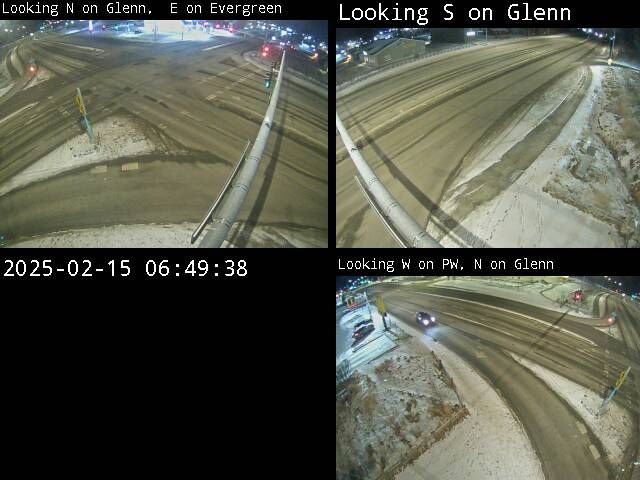 Looking N on Glenn,  E on Evergreen
Looking S on Glenn
2025-02-15 06:49:38
Looking W on PW, N on Glenn